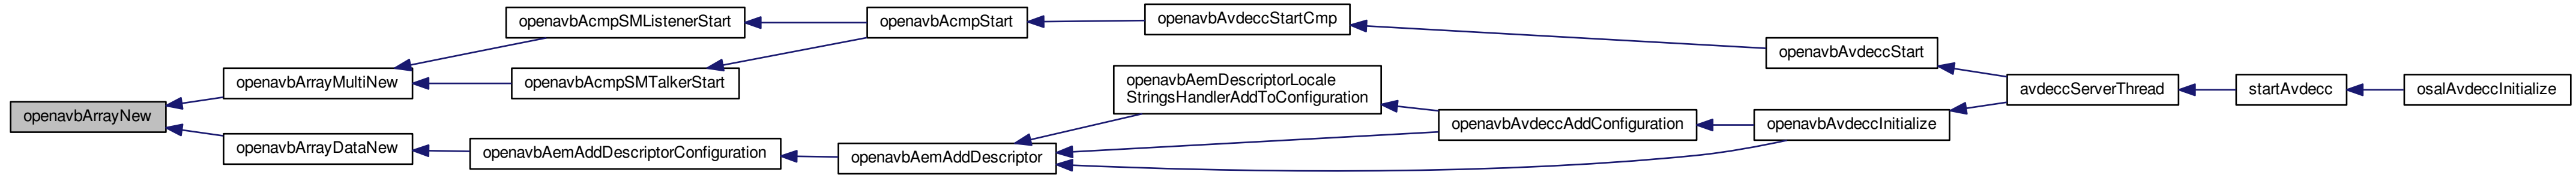 openavbArrayNew
openavbArrayMultiNew
openavbArrayDataNew
openavbAcmpSMListenerStart
openavbAcmpSMTalkerStart
openavbAemAddDescriptorConfiguration
openavbAcmpStart
openavbAemAddDescriptor
openavbAvdeccStartCmp
openavbAemDescriptorLocale
StringsHandlerAddToConfiguration
openavbAvdeccAddConfiguration
openavbAvdeccStart
openavbAvdeccInitialize
avdeccServerThread
startAvdecc
osalAvdeccInitialize